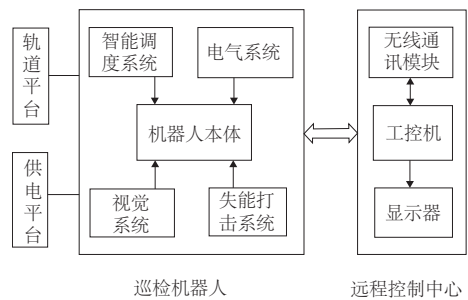 轨
道
平
台
智能调
度系统
电气系统
无线通
讯模块
机器人本体
工控机
供
电
平
台
视觉
系统
失能打
击系统
显示器
巡检机器人
远程控制中心